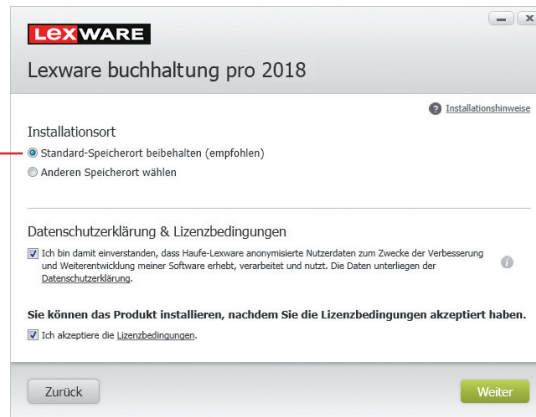 LEXWARE
Lexware buchhaltung pro 2018
Installationshinweise
Installationsort
Standard-Speicherort beibehalten (empfohlen)
Anderen Speicherort wählen
Datenschutzerklärung & Lizenzbedingungen
Ich bin damit einverstanden, dass Haufe-Lexware anonymisierte Nutzerdaten zum Zwecke der Verbesserung
und Weiterentwicklung meiner Software erhebt, verarbeitet und nutzt. Die Daten unterliegen der
Datenschutzerklärung.
Sie können das Produkt installieren, nachdem Sie die Lizenzbedingungen akzeptiert haben.
Ich akzeptiere die Lizenzbedingungen.
Zurück
Weiter